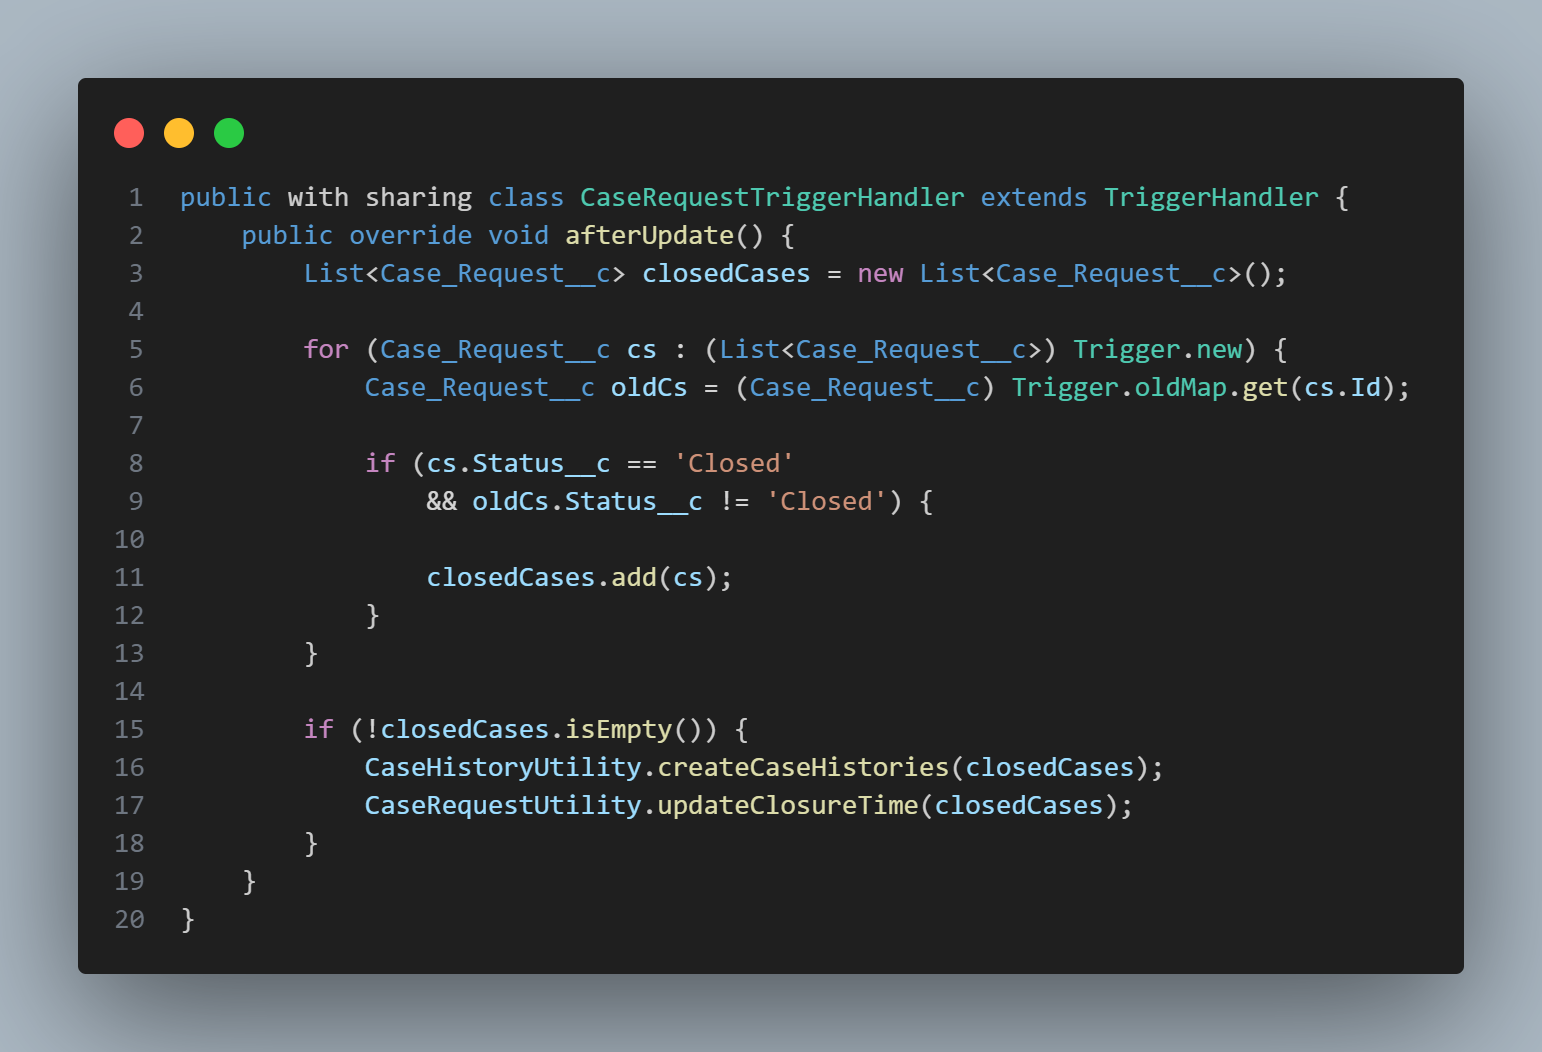 1 public with sharing class CaseRequestTriggerHandler extends TriggerHandler {
2     public override void afterUpdate() {
3         List<Case_Request__c> closedCases = new List<Case_Request__c>();
4
5         for (Case_Request__c cs : (List<Case_Request__c>) Trigger.new) {
6             Case_Request__c oldCs = (Case_Request__c) Trigger.oldMap.get(cs.Id);
7
8             if (cs.Status__c == 'Closed'
9                 && oldCs.Status__c != 'Closed') {
10
11                 closedCases.add(cs);
12             }
13         }
14
15         if (!closedCases.isEmpty()) {
16             CaseHistoryUtility.createCaseHistories(closedCases);
17             CaseRequestUtility.updateClosureTime(closedCases);
18         }
19     }
20 }